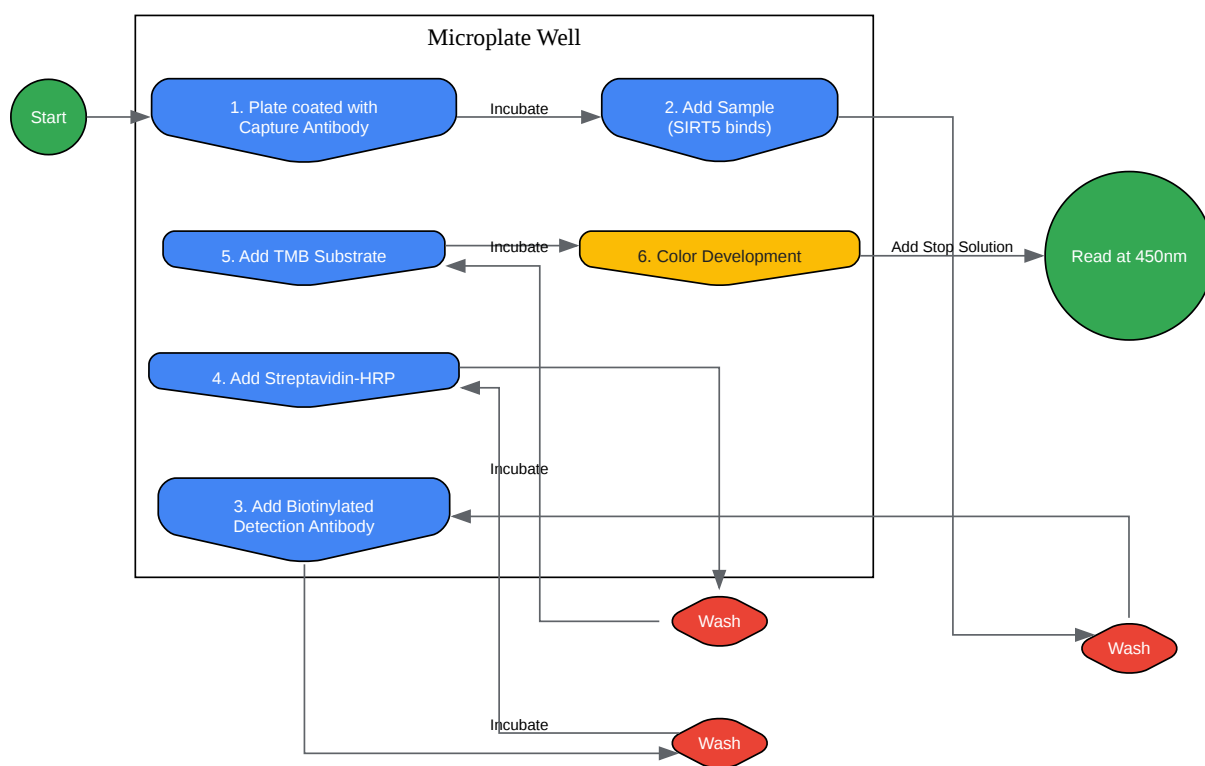 Microplate Well
Start
1. Plate coated with
Capture Antibody
Incubate
2. Add Sample
(SIRT5 binds)
5. Add TMB Substrate
Incubate
6. Color Development
Add Stop Solution
Read at 450nm
4. Add Streptavidin-HRP
Incubate
3. Add Biotinylated
Detection Antibody
Wash
Wash
Incubate
Wash